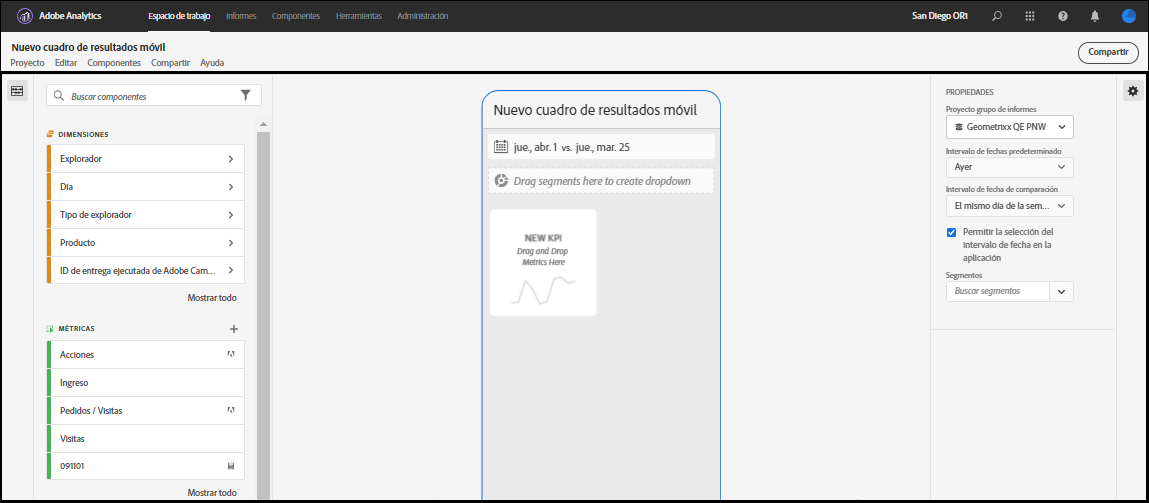 Adobe Analytics
Espacio de trabajo
Informes
Componentes
Herramientas
Administración
San Diego OR1
Nuevo cuadro de resultados móvil
Proyecto
Editar
Componentes
Compartir
Ayuda
Compartir
Buscar componentes
DIMENSIONES
Explorador
Día
Tipo de explorador
Producto
ID de entrega ejecutada de Adobe Cam...
Mostrar todo
MÉTRICAS
Acciones
Ingreso
Pedidos / Visitas
Visitas
091101
Mostrar todo
Nuevo cuadro de resultados móvil
jue., abr. 1 vs. jue., mar. 25
Drag segments here to create dropdown
NEW KPI
Drag and Drop
Metrics Here
PROPIEDADES
Proyecto grupo de informes
Geometrixx QE PNW
Intervalo de fechas predeterminado
Ayer
Intervalo de fecha de comparación
El mismo día de la sem...
Permitir la selección del
intervalo de fecha en la
aplicación
Segmentos
Buscar segmentos